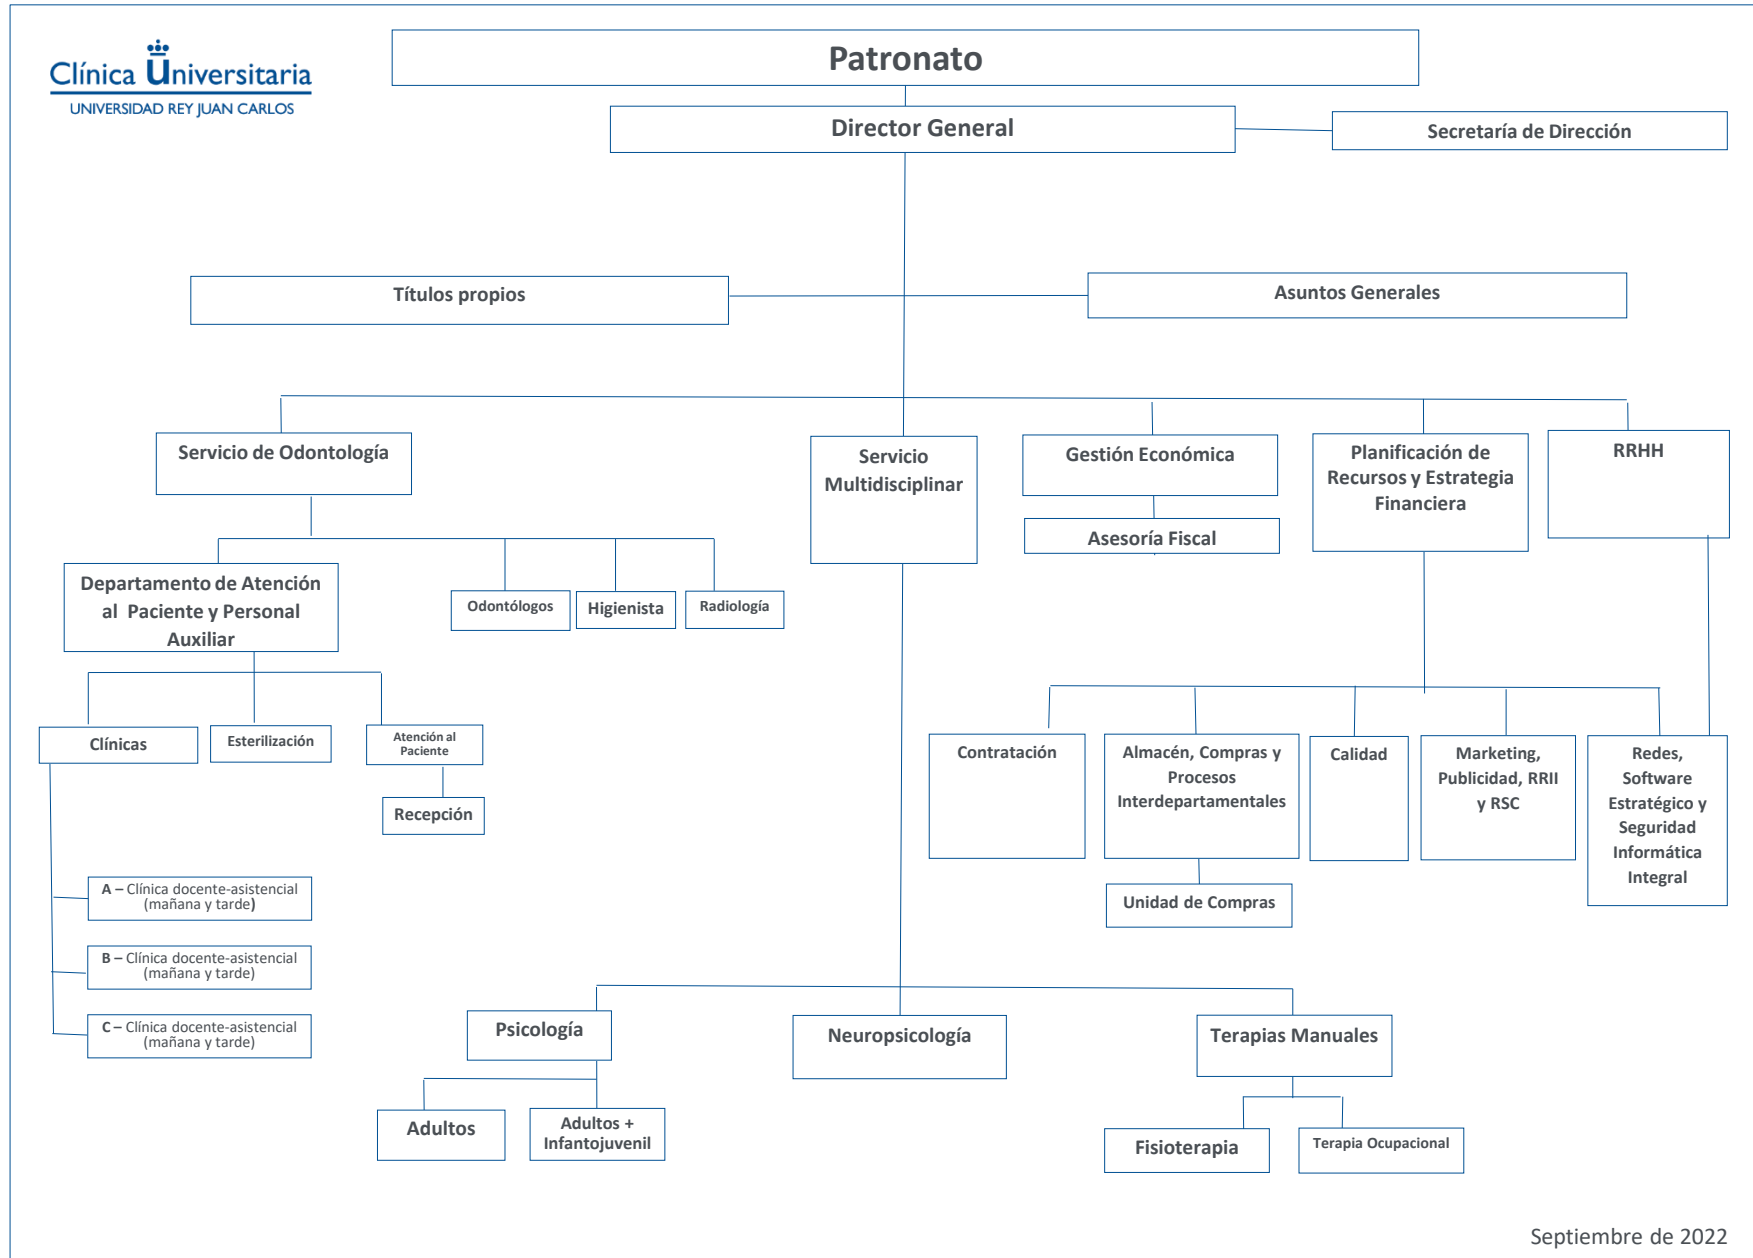 Clínica Universitaria
UNIVERSIDAD REY JUAN CARLOS
Patronato
Director General
Secretaría de Dirección
Títulos propios
Asuntos Generales
Servicio de Odontología
Servicio
Multidisciplinar
Gestión Económica
Planificación de
Recursos y Estrategia
Financiera
RRHH
Asesoría Fiscal
Departamento de Atención
al Paciente y Personal
Auxiliar
Odontólogos
Higienista
Radiología
Clínicas
Esterilización
Atención al
Paciente
Recepción
Contratación
Almacén, Compras y
Procesos
Interdepartamentales
Calidad
Marketing,
Publicidad, RRII
y RSC
Redes,
Software
Estratégico y
Seguridad
Informática
Integral
Unidad de Compras
A – Clínica docente-asistencial
(mañana y tarde)
B – Clínica docente-asistencial
(mañana y tarde)
C – Clínica docente-asistencial
(mañana y tarde)
Psicología
Neuropsicología
Terapias Manuales
Adultos
Adultos +
Infantojuvenil
Fisioterapia
Terapia Ocupacional
Septiembre de 2022